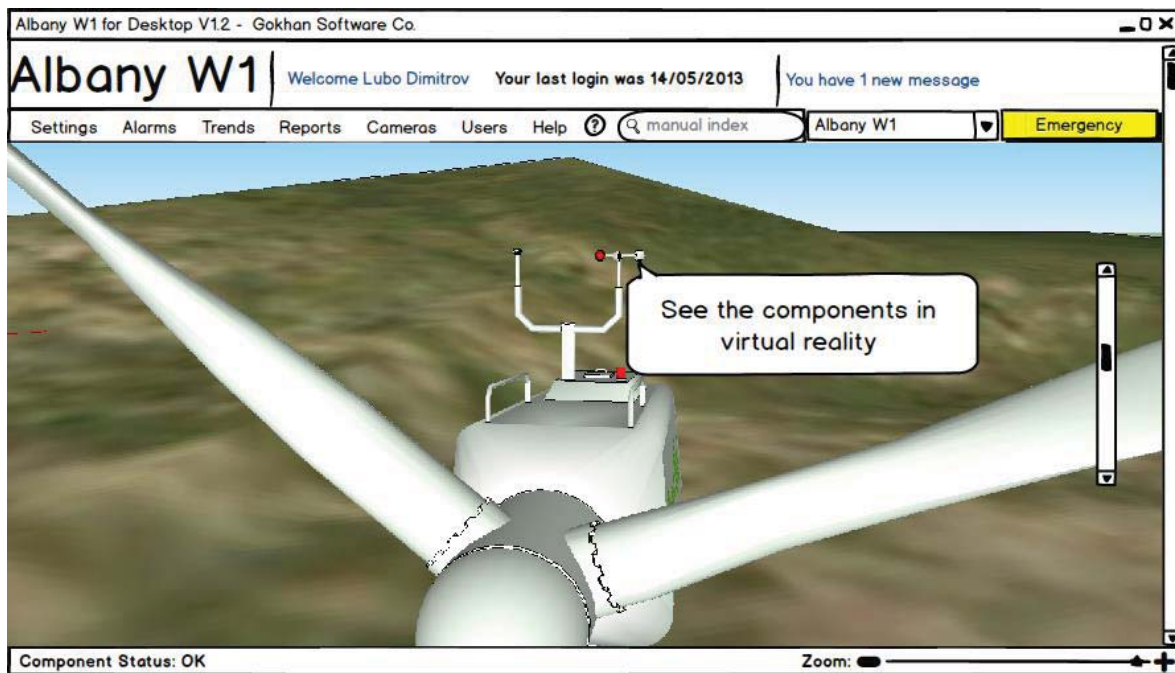 Albany W1 for Desktop V1.2 - Gokhan Software Co.
Albany W1
Welcome Lubo Dimitrov
Your last login was 14/05/2013
You have 1 new message
Settings Alarms Trends Reports Cameras Users Help ? manual index Albany W1 Emergency
See the components in
virtual reality
Component Status: OK
Zoom: